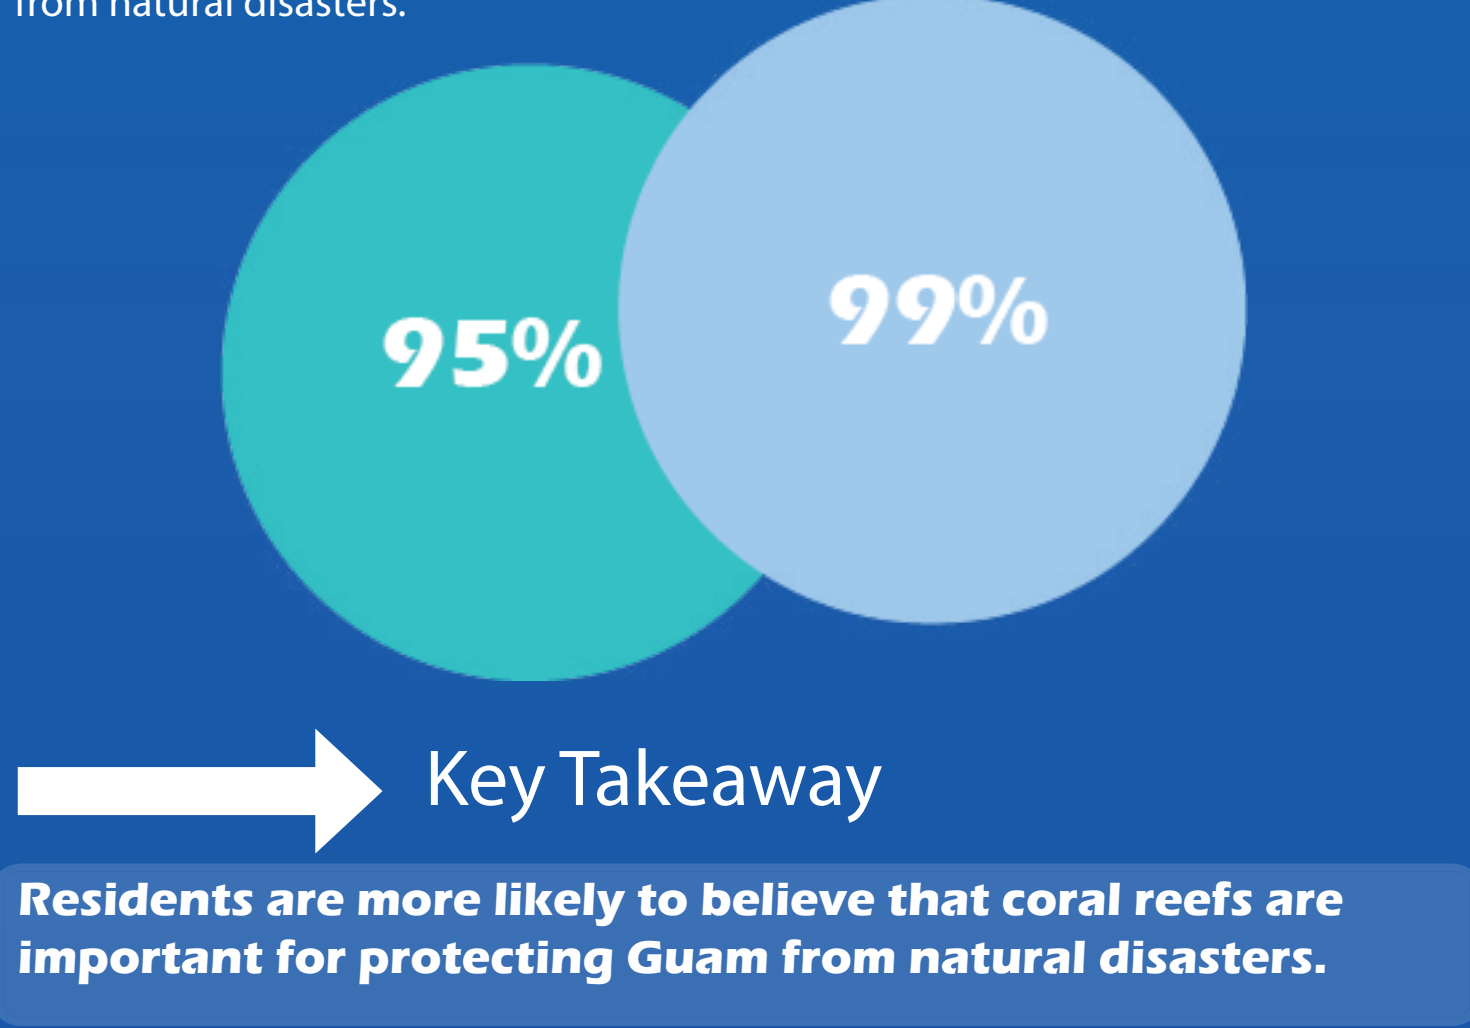 from natural disasters.
95%
99%
Key Takeaway
Residents are more likely to believe that coral reefs are
important for protecting Guam from natural disasters.